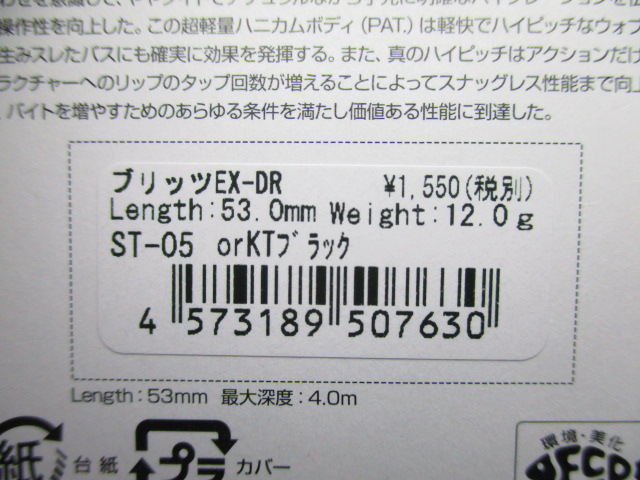 操作性を向上した。この超軽量ハニカムボディ(PAT.)は軽快でハイピッチなウォブ
生みスレたバスにも確実に効果を発揮する。また、真のハイピッチはアクションだけ
ラクチャーへのリップのタップ回数が増えることによってスナッグレス性能まで向上
、バイトを増やすためのあらゆる条件を満たし価値ある性能に到達した。
ブリッツEX-DR ¥1,550(税別)
Length:53.0mm Weight:12.0g
ST-05 orKTブラック
4 573189 507630
Length:53mm 最大深度:4.0m
紙 台紙 プラ カバー
環境・美化